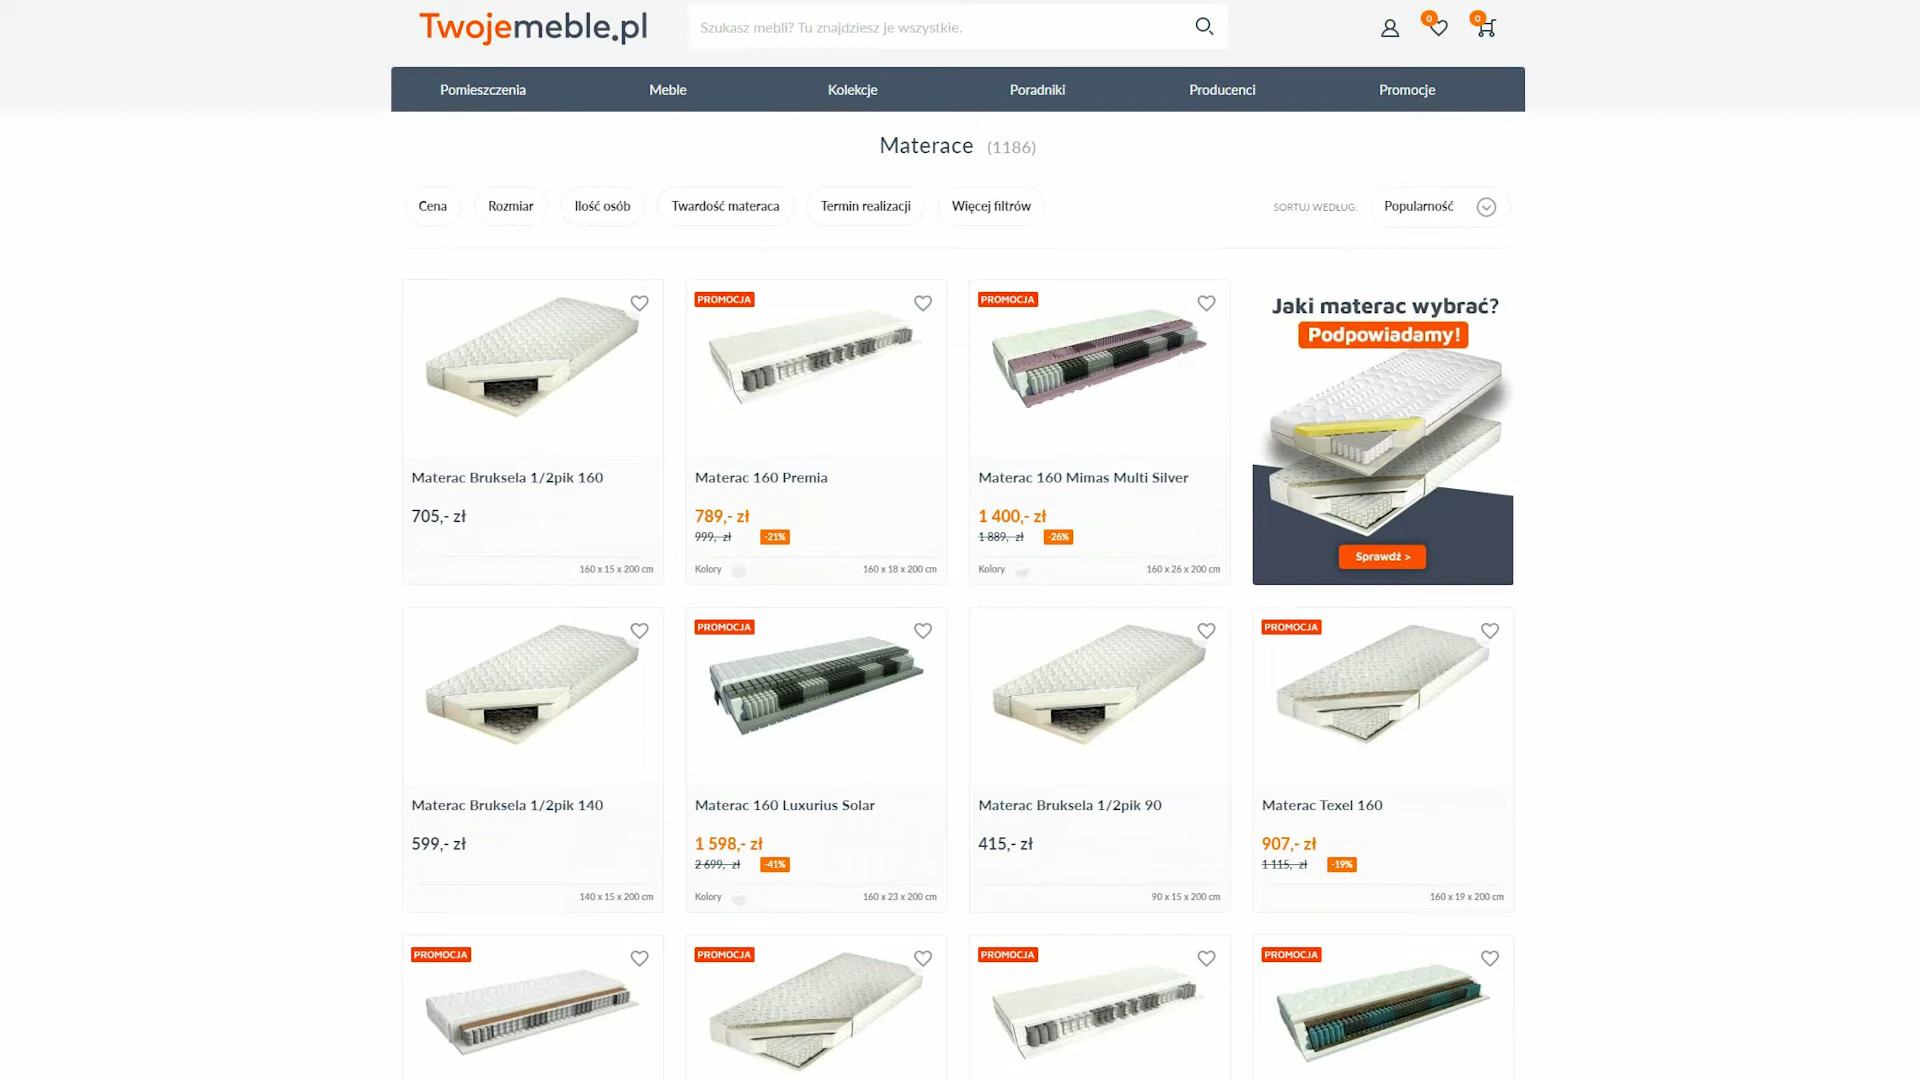 Twojemeble.pl
Szukasz mebli? Tu znajdziesz je wszystkie.
0
0
Pomieszczenia
Meble
Kolekcje
Poradniki
Producenci
Promocje
Materace (1186)
Cena
Rozmiar
Ilość osób
Twardość materaca
Termin realizacji
Więcej filtrów
SORTUJ WEDŁUG:
Popularność
PROMOCJA
PROMOCJA
Jaki materac wybrać?
Podpowiadamy!
Sprawdź >
Materac Bruksela 1/2pik 160
705,- zł
160 x 15 x 200 cm
Materac 160 Premia
789,- zł
999,- zł
-21%
Kolory
160 x 18 x 200 cm
Materac 160 Mimas Multi Silver
1 400,- zł
1 889,- zł
-26%
Kolory
160 x 26 x 200 cm
PROMOCJA
PROMOCJA
Materac Bruksela 1/2pik 140
599,- zł
140 x 15 x 200 cm
Materac 160 Luxurius Solar
1 598,- zł
2 699,- zł
-41%
Kolory
160 x 23 x 200 cm
Materac Bruksela 1/2pik 90
415,- zł
90 x 15 x 200 cm
Materac Texel 160
907,- zł
1 115,- zł
-19%
160 x 19 x 200 cm
PROMOCJA
PROMOCJA
PROMOCJA
PROMOCJA